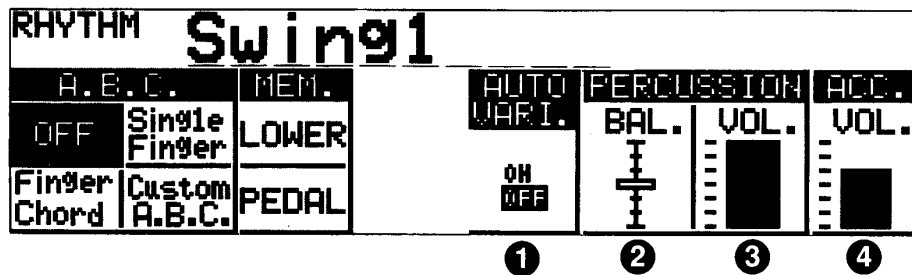 RHYTHM Swing1
A.B.C. MEM. AUTO VARI. PERCUSSION ACC.
OFF Single Finger LOWER BAL. VOL. VOL.
Finger Chord Custom A.B.C. PEDAL ON OFF
1 2 3 4